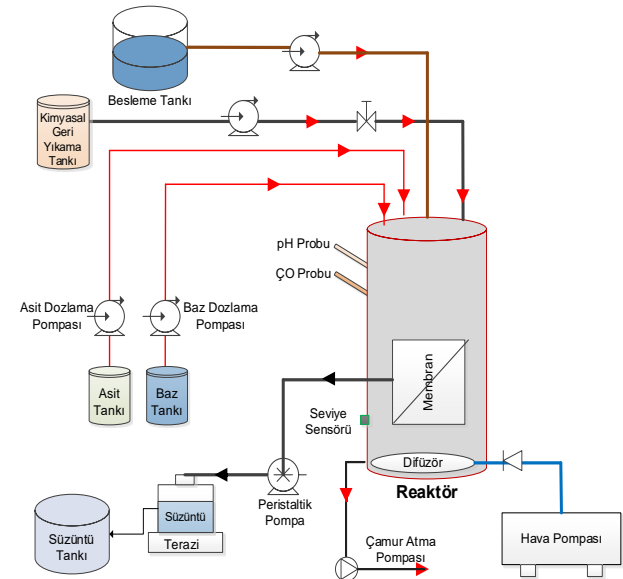 Besleme Tankı
Kimyasal
Geri
Yıkama
Tankı
pH Probu
ÇO Probu
Asit Dozlama
Pompası
Baz Dozlama
Pompası
Membran
Asit
Tankı
Baz
Tankı
Seviye
Sensörü
Difüzör
Reaktör
Peristaltik
Pompa
Süzüntü
Terazi
Süzüntü
Tankı
Çamur Atma
Pompası
Hava Pompası